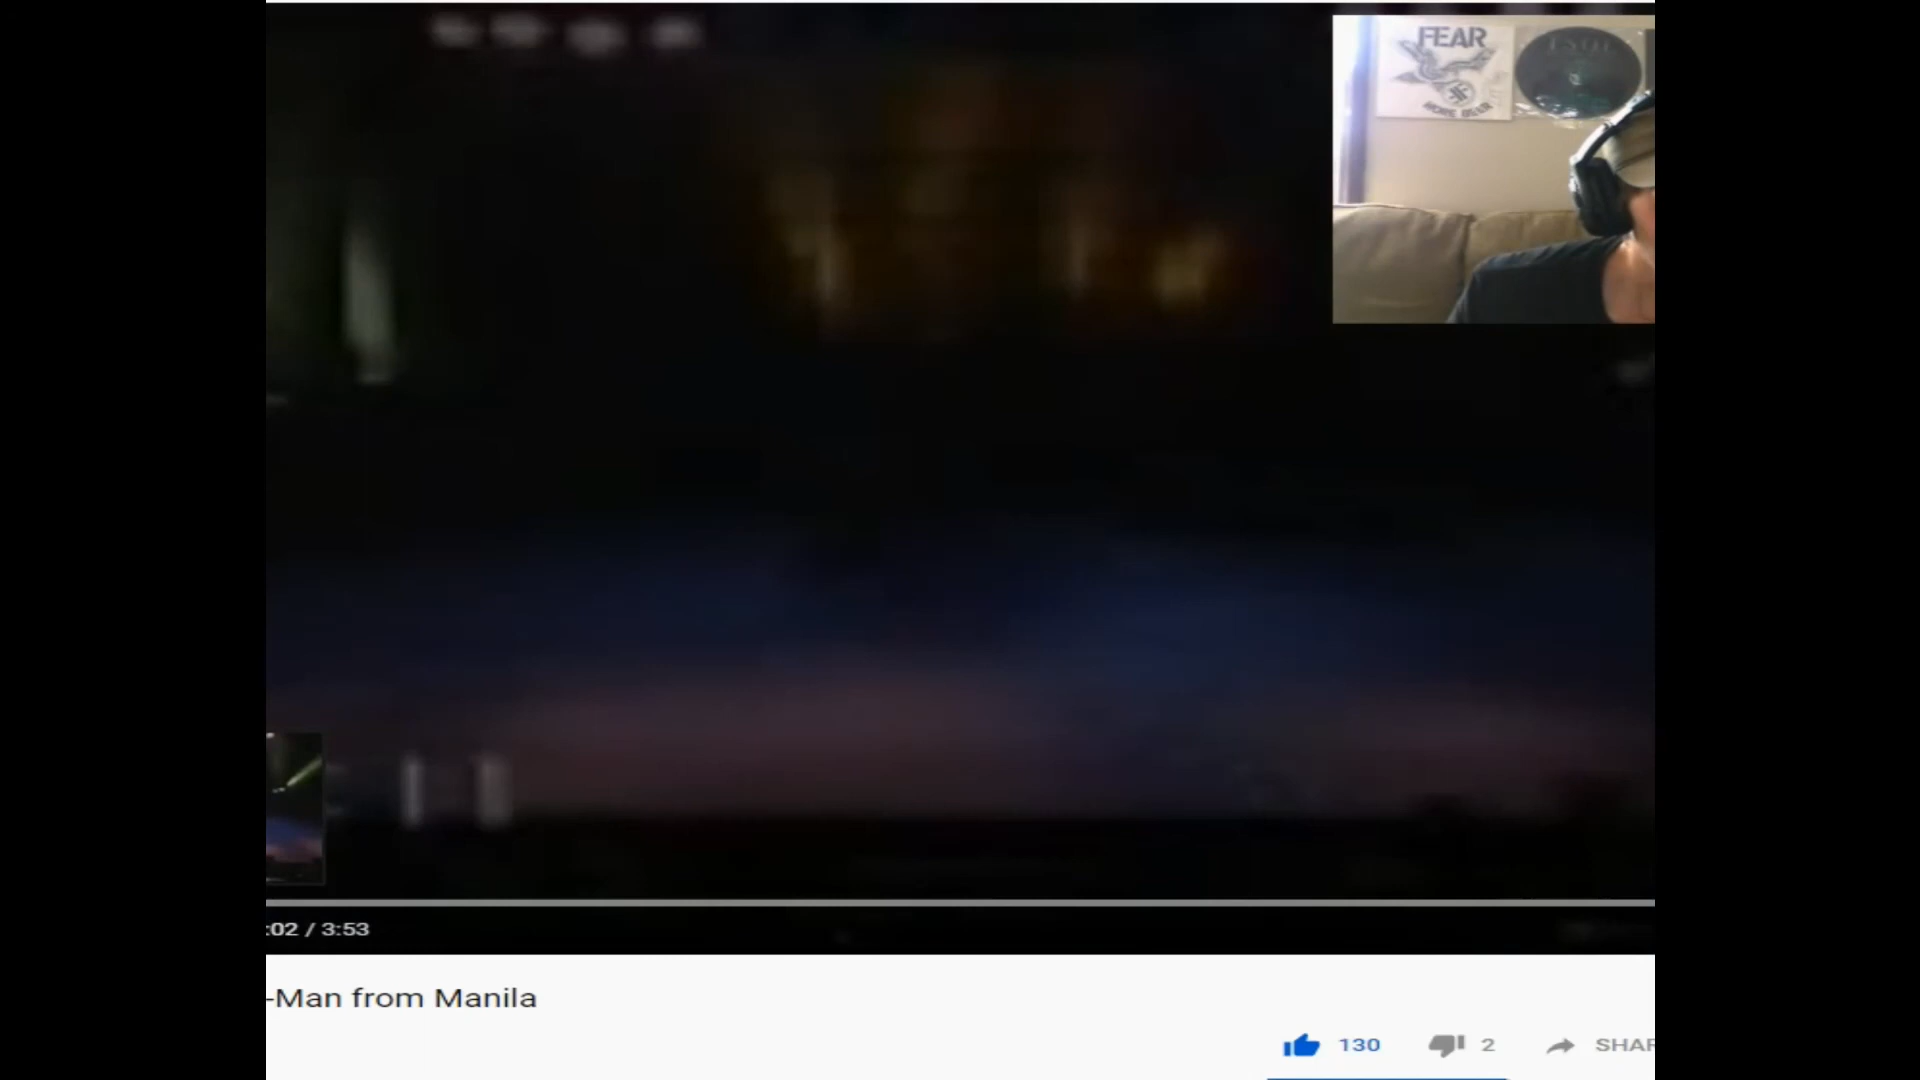 FEAR
MORE BEER
:02 / 3:53
-Man from Manila
130
2
SHAR